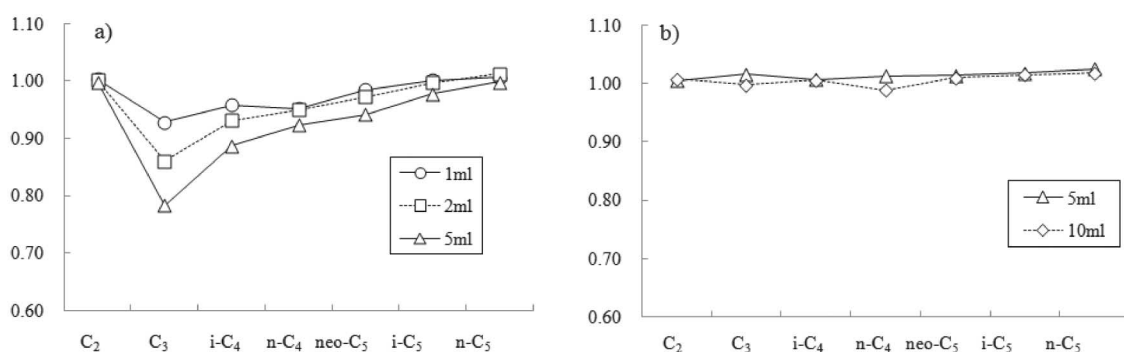 a)
1.10
1.00
0.90
0.80
0.70
0.60
1ml
2ml
5ml
C₂ C₃ i-C₄ n-C₄ neo-C₅ i-C₅ n-C₅
b)
1.10
1.00
0.90
0.80
0.70
0.60
5ml
10ml
C₂ C₃ i-C₄ n-C₄ neo-C₅ i-C₅ n-C₅